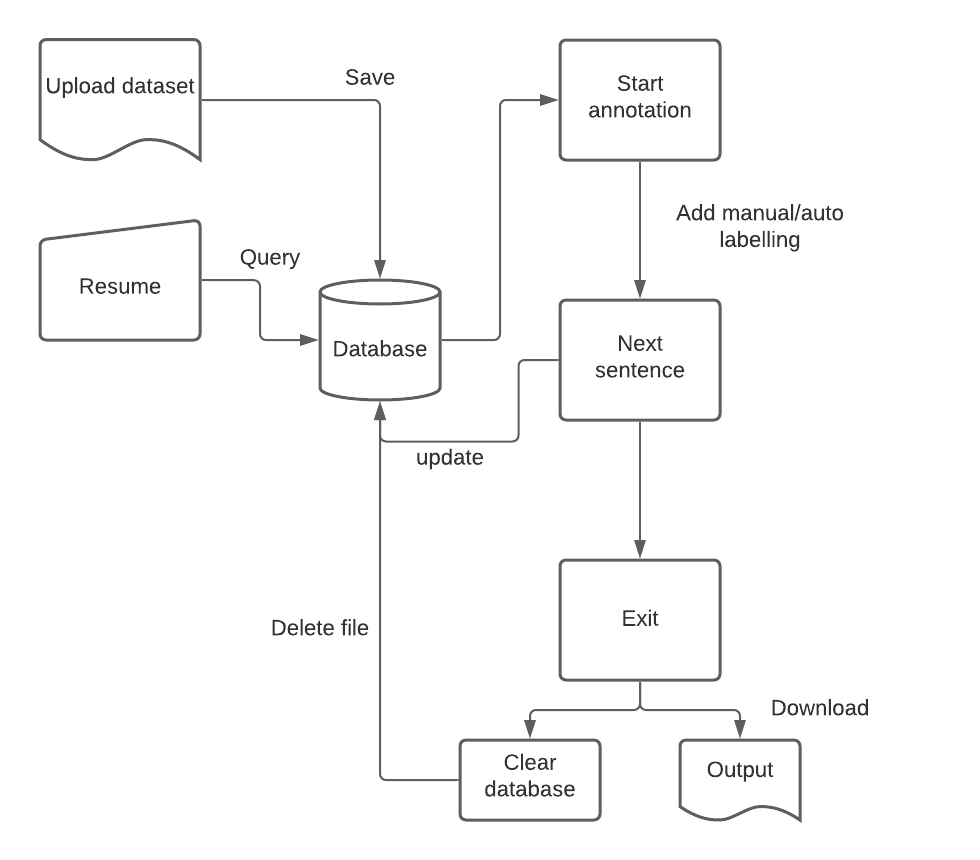 Upload dataset
Save
Start
annotation
Add manual/auto
labelling
Resume
Query
Database
Next
sentence
update
Exit
Delete file
Download
Clear
database
Output